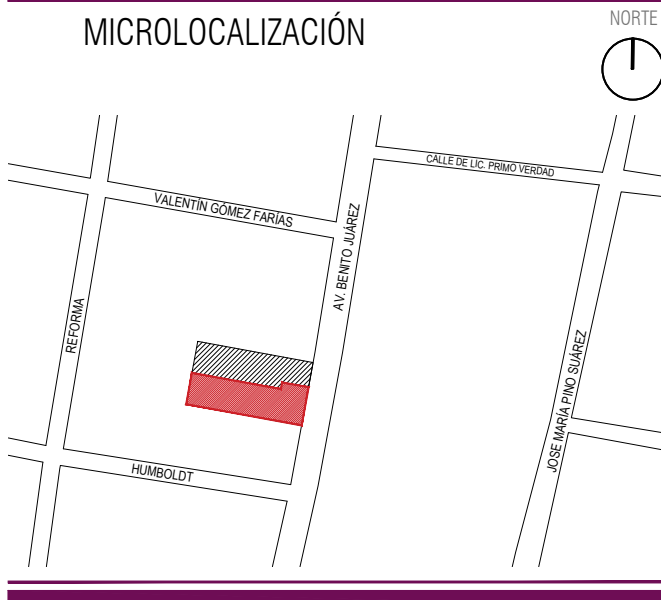 MICROLOCALIZACIÓN
NORTE
CALLE DE LIC. PRIMO VERDAD
VALENTÍN GÓMEZ FARÍAS
AV. BENITO JUÁREZ
REFORMA
JOSE MARÍA PINO SUÁREZ
HUMBOLDT